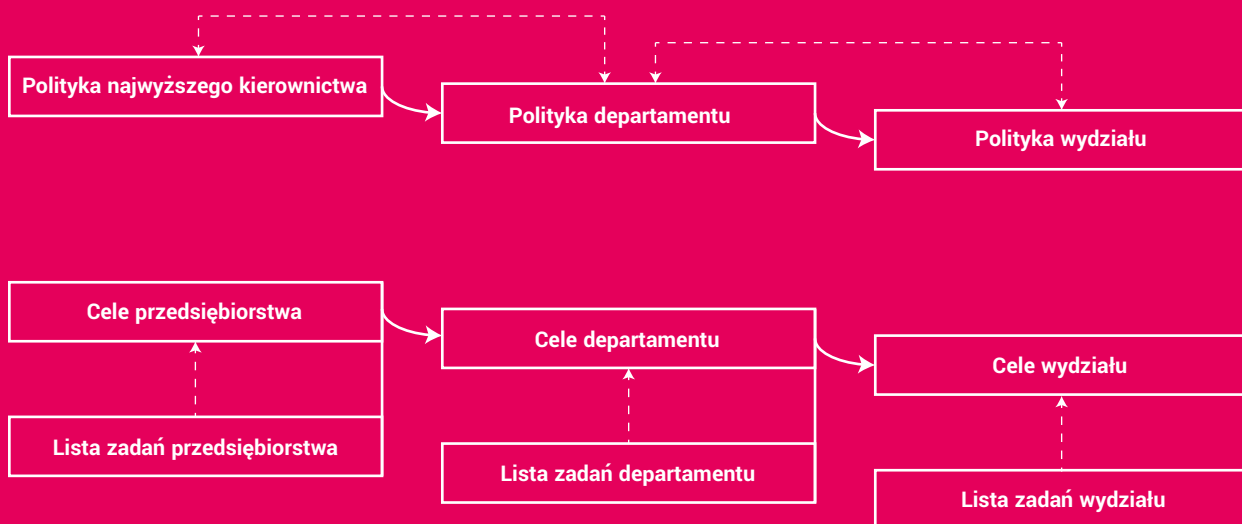 Polityka najwyższego kierownictwa
Polityka departamentu
Polityka wydziału
Cele przedsiębiorstwa
Cele departamentu
Cele wydziału
Lista zadań przedsiębiorstwa
Lista zadań departamentu
Lista zadań wydziału